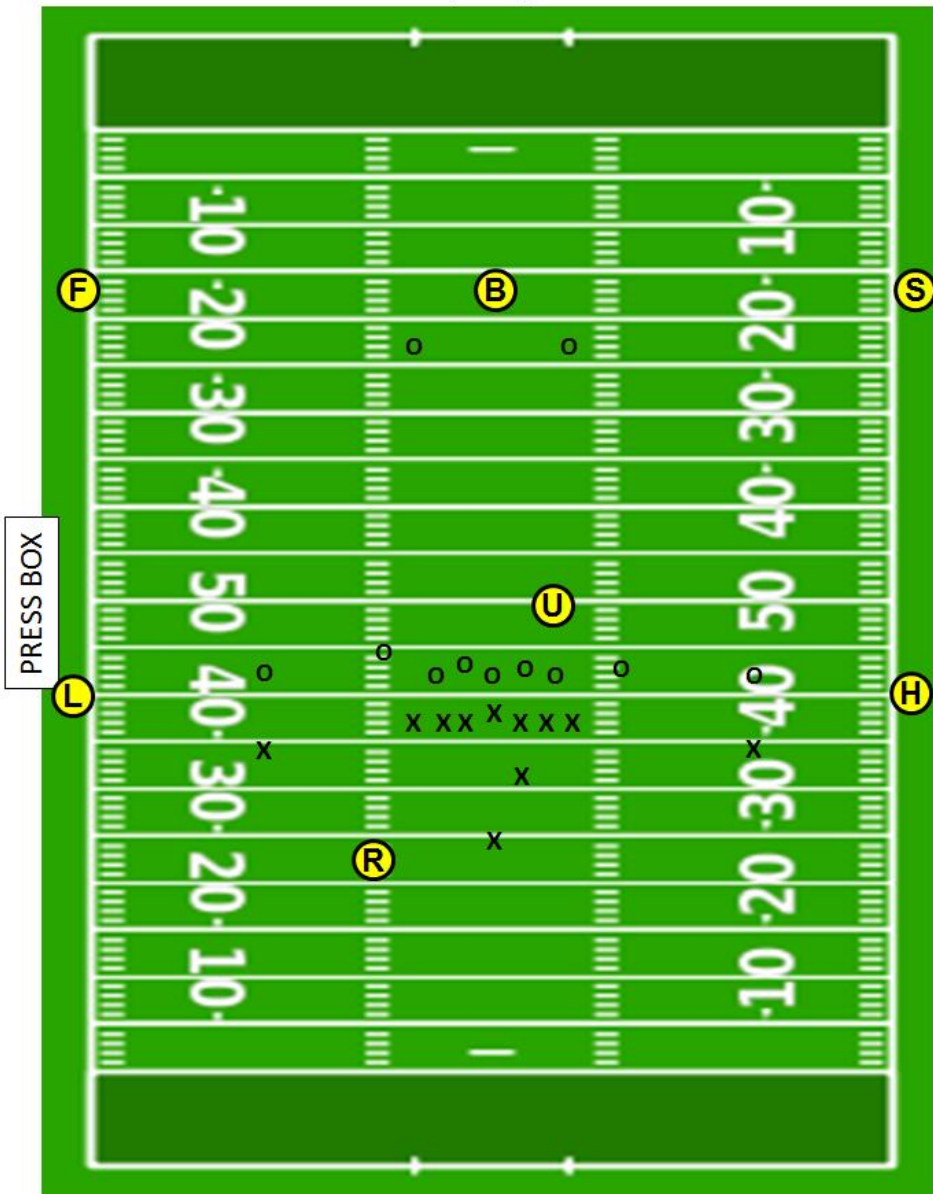 10 10
F B S
20 20
o o
30 30
40 40
PRESS BOX
50 U 50
o
o o o o o o o o
L 40 40 H
X X X X X X X
X X
30 X 30
X
R
20 20
10 10